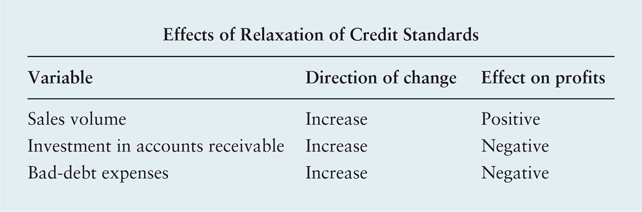 Effects of Relaxation of Credit Standards
Variable Direction of change Effect on profits
Sales volume Increase Positive
Investment in accounts receivable Increase Negative
Bad-debt expenses Increase Negative